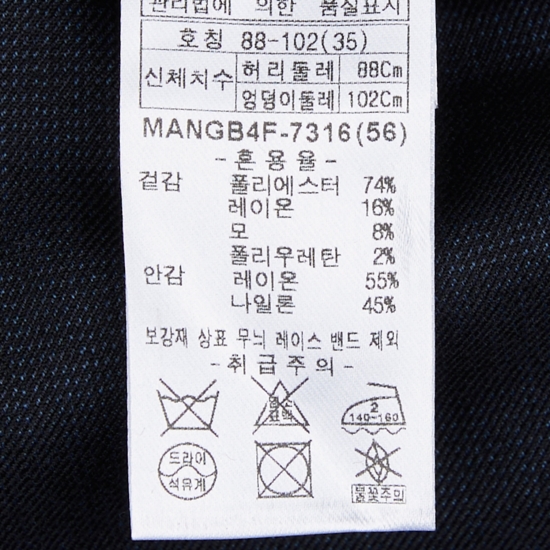 관리법에 의한 품질표시
호칭 88-102(35)
신체치수 허리둘레 88Cm
엉덩이둘레 102Cm
MANGB4F-7316(56)
-혼용율-
겉감 폴리에스터 74%
레이온 16%
모 8%
폴리우레탄 2%
안감 레이온 55%
나일론 45%
보강재 상표 무늬 레이스 밴드 제외
-취급주의-
염소
표백
2
140-160
드라이
석유계
불꽃주의